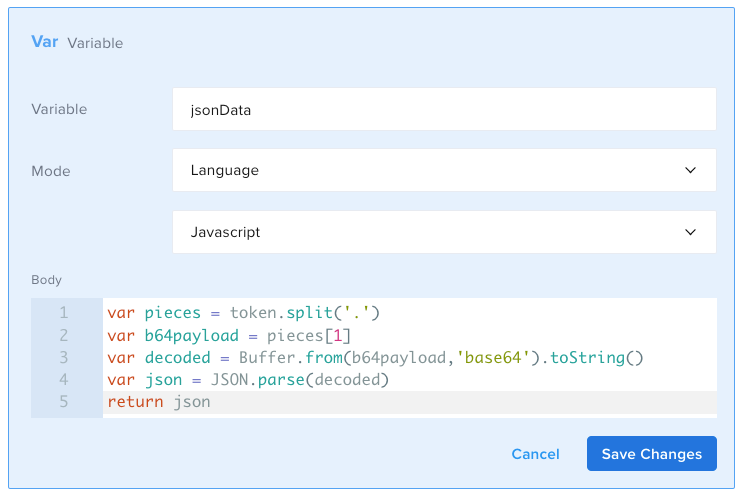 Var Variable
Variable jsonData
Mode Language
Javascript
Body
1 var pieces = token.split('.')
2 var b64payload = pieces[1]
3 var decoded = Buffer.from(b64payload,'base64').toString()
4 var json = JSON.parse(decoded)
5 return json
Cancel Save Changes